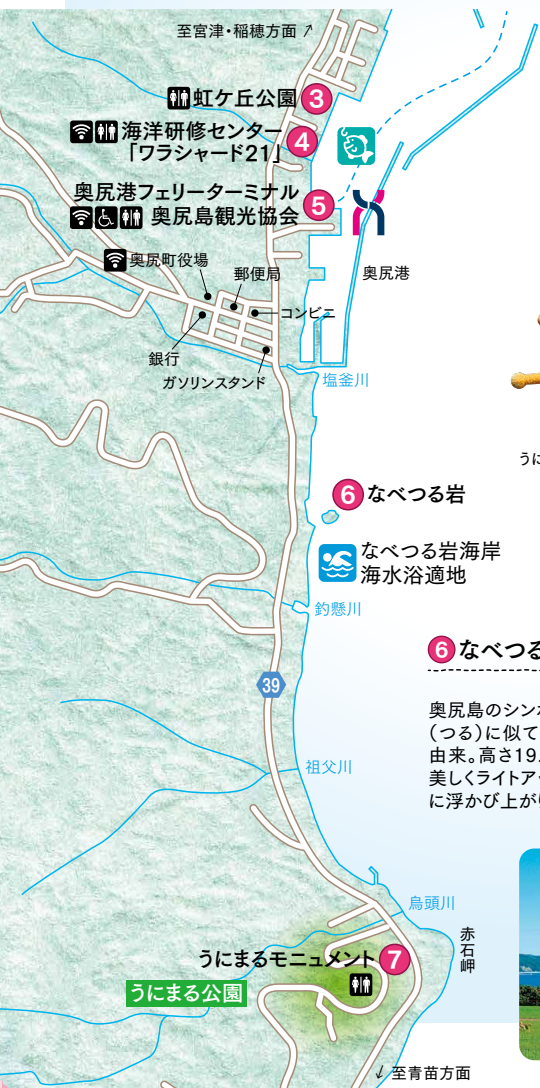 至宮津・稲穂方面
虹ケ丘公園 3
海洋研修センター
「ワラシャード21」 4
奥尻港フェリーターミナル
奥尻島観光協会 5
奥尻町役場
郵便局
奥尻港
コンビニ
銀行
ガソリンスタンド
塩釜川
6 なべつる岩
なべつる岩海岸
海水浴適地
釣懸川
39
祖父川
烏頭川
赤石岬
うにまるモニュメント 7
うにまる公園
至青苗方面
うに
6 なべつる
奥尻島のシン
（つる）に似て
由来。高さ19.
美しくライトア
に浮かび上が